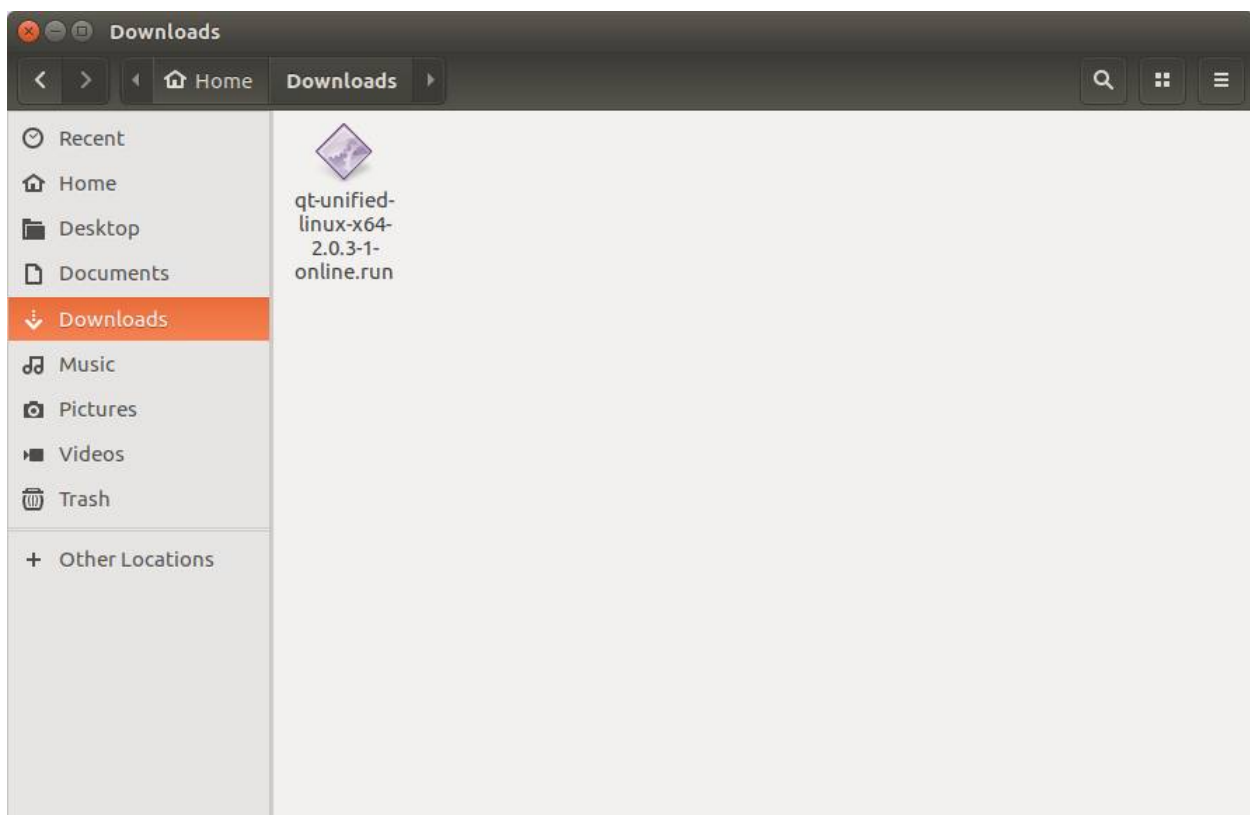 Downloads
Home
Downloads
Recent
Home
Desktop
Documents
Downloads
Music
Pictures
Videos
Trash
Other Locations
qt-unified-
linux-x64-
2.0.3-1-
online.run